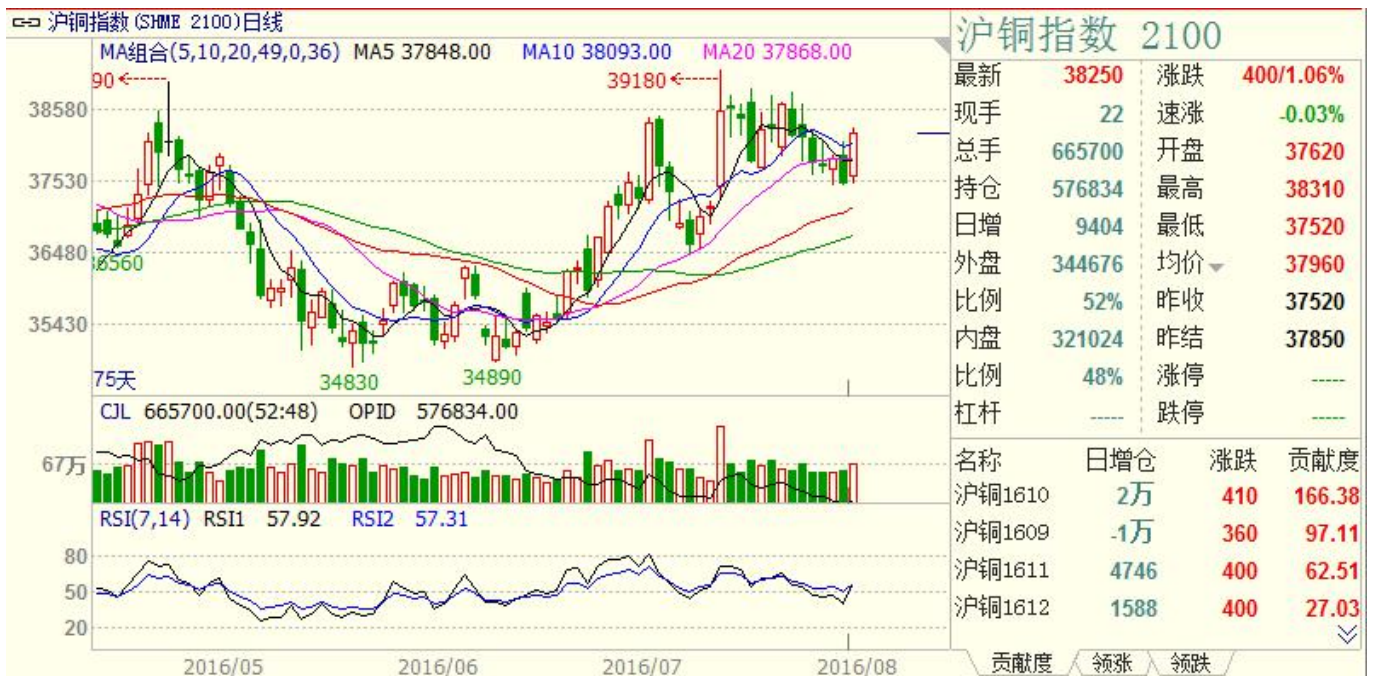 沪铜指数(SHME 2100)日线
MA组合(5,10,20,49,0,36) MA5 37848.00 MA10 38093.00 MA20 37868.00
90
39180
38580
37530
36480
36560
35430
75天
34830
34890
CJL 665700.00(52:48) OPID 576834.00
67万
RSI(7,14) RSI1 57.92 RSI2 57.31
80
50
20
2016/05 2016/06 2016/07 2016/08
沪铜指数 2100
最新 38250 涨跌 400/1.06%
现手 22 速涨 -0.03%
总手 665700 开盘 37620
持仓 576834 最高 38310
日增 9404 最低 37520
外盘 344676 均价 37960
比例 52% 昨收 37520
内盘 321024 昨结 37850
比例 48% 涨停 -----
杠杆 ----- 跌停 -----
名称 日增仓 涨跌 贡献度
沪铜1610 2万 410 166.38
沪铜1609 -1万 360 97.11
沪铜1611 4746 400 62.51
沪铜1612 1588 400 27.03
贡献度 领涨 领跌